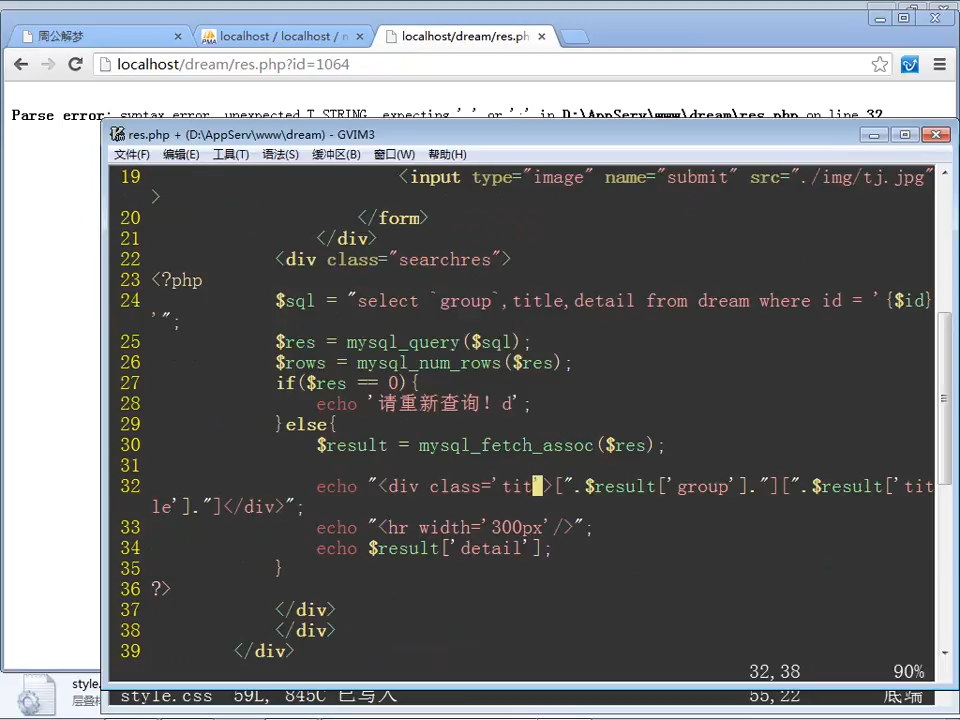 周公解梦
localhost / localhost / n
localhost/dream/res.ph
localhost/dream/res.php?id=1064
Parse error: syntax error, unexpected T_STRING, expecting ',' or ';' in D:\AppServ\www\dream\res.php on line 32
res.php + (D:\AppServ\www\dream) - GVIM3
文件(F) 编辑(E) 工具(T) 语法(S) 缓冲区(B) 窗口(W) 帮助(H)
19 <input type="image" name="submit" src="./img/tj.jpg"
>
20 </form>
21 </div>
22 <div class="searchres">
23 <?php
24 $sql = "select `group`,title,detail from dream where id = '{$id}
'";
25 $res = mysql_query($sql);
26 $rows = mysql_num_rows($res);
27 if($res == 0){
28 echo '请重新查询！d';
29 }else{
30 $result = mysql_fetch_assoc($res);
31
32 echo "<div class='tit'>[".$result['group']."][".$result['tit
le']."]</div>";
33 echo "<hr width='300px'/>";
34 echo $result['detail'];
35 }
36 ?>
37 </div>
38 </div>
39 </div>
32,38 90%
style.
层叠样
style.css 59L, 845C 已写入 55,22 底端